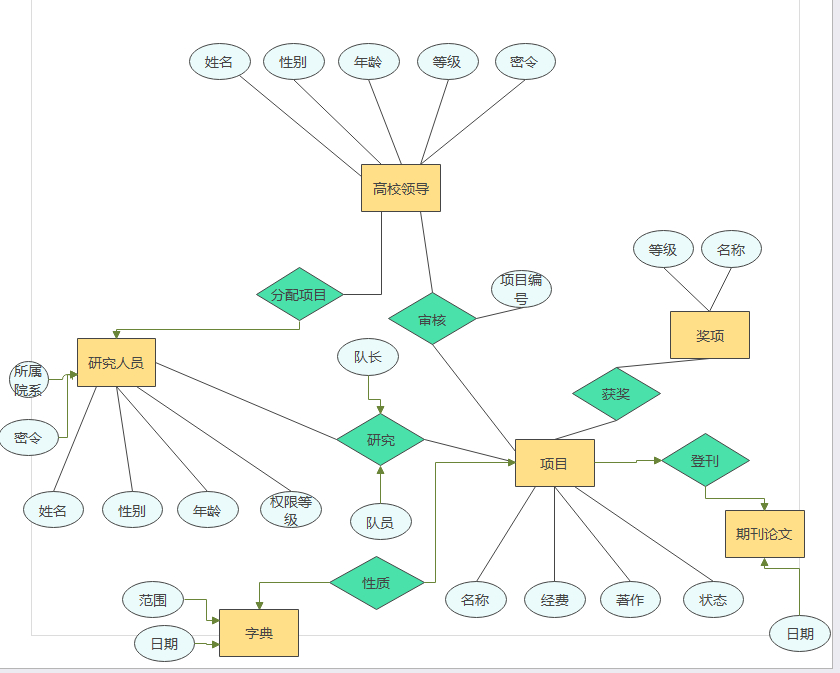 姓名
性别
年龄
等级
密令
高校领导
等级
名称
项目编
号
分配项目
审核
奖项
队长
研究人员
所属
院系
获奖
密令
研究
项目
登刊
姓名
性别
年龄
权限等
级
队员
期刊论文
性质
范围
名称
经费
著作
状态
字典
日期
日期